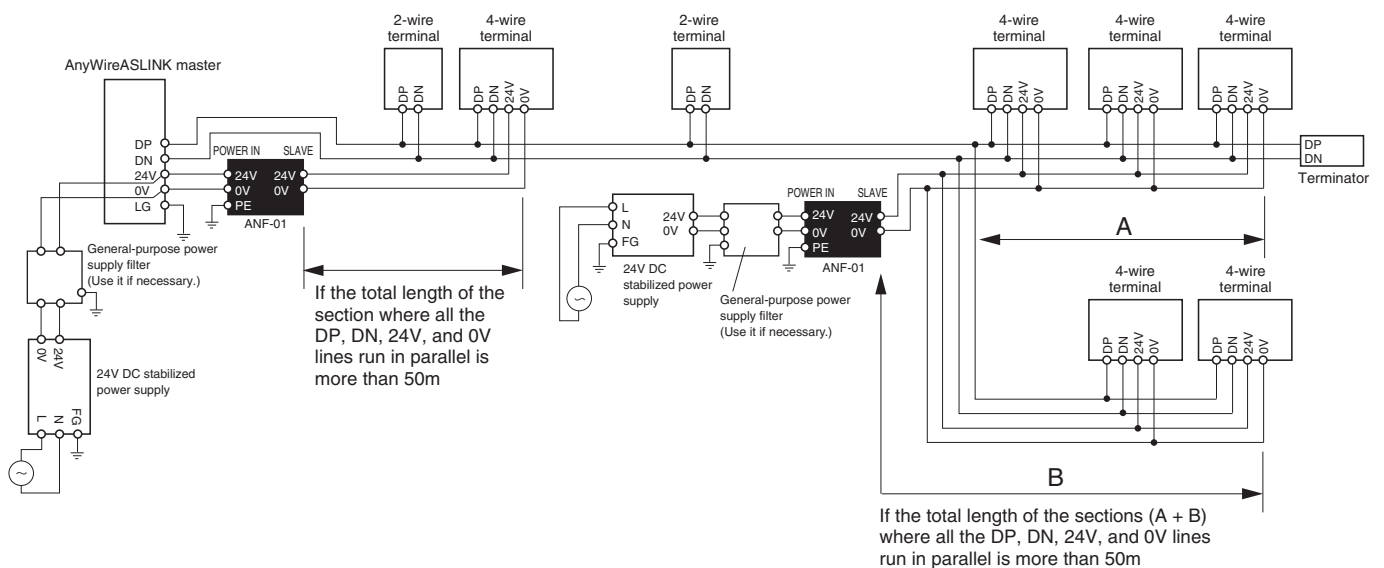 2-wire
terminal
4-wire
terminal
2-wire
terminal
4-wire
terminal
4-wire
terminal
4-wire
terminal
AnyWireASLINK master
DP
DN
DP
DN
24V
0V
DP
DN
DP
DN
24V
0V
DP
DN
24V
0V
DP
DN
24V
0V
DP
DN
24V
0V
LG
POWER IN
SLAVE
24V
0V
PE
24V
0V
ANF-01
DP
DN
Terminator
General-purpose power
supply filter
(Use it if necessary.)
0V
24V
24V DC stabilized
power supply
L
N
FG
~
If the total length of the
section where all the
DP, DN, 24V, and 0V
lines run in parallel is
more than 50m
~
L
N
FG
24V
0V
24V DC
stabilized power
supply
General-purpose power
supply filter
(Use it if necessary.)
POWER IN
SLAVE
24V
0V
PE
24V
0V
ANF-01
A
4-wire
terminal
4-wire
terminal
DP
DN
24V
0V
DP
DN
24V
0V
B
If the total length of the sections (A + B)
where all the DP, DN, 24V, and 0V lines
run in parallel is more than 50m